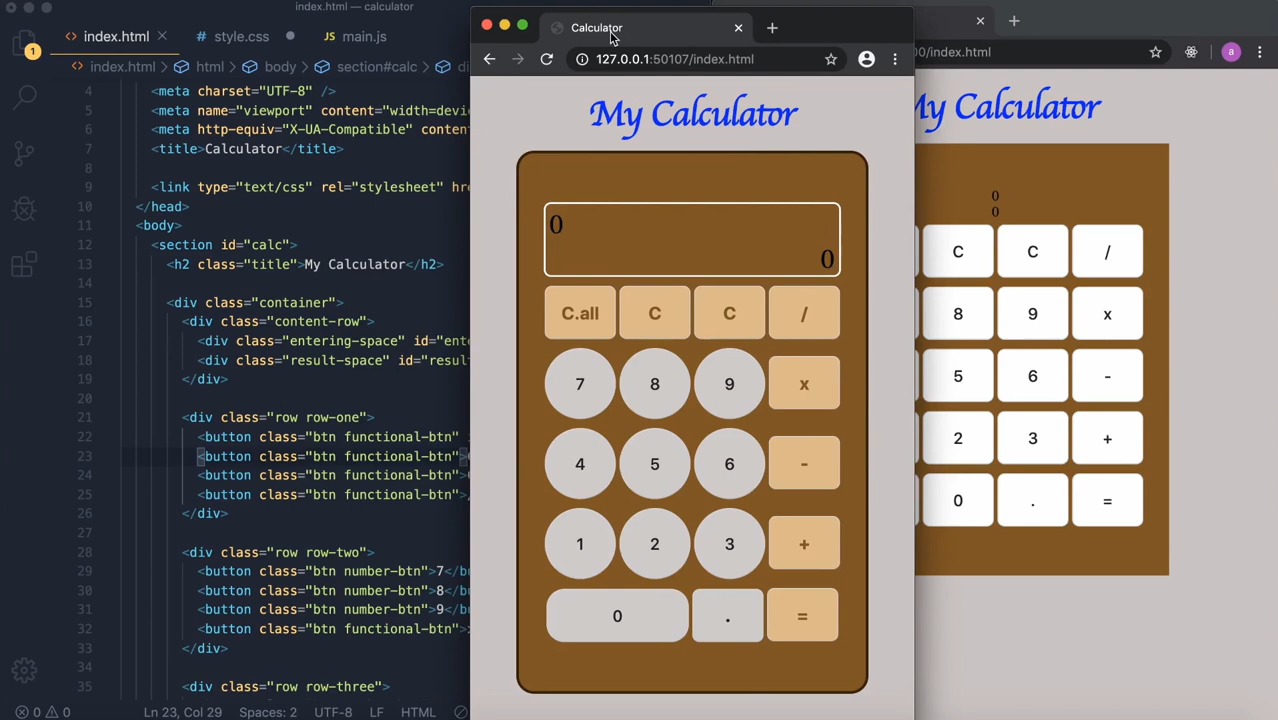 index.html — calculator
index.html
style.css
main.js
1
index.html > html > body > section#calc >
4 <meta charset="UTF-8" />
5 <meta name="viewport" content="width=devi
6 <meta http-equiv="X-UA-Compatible" conten
7 <title>Calculator</title>
8
9 <link type="text/css" rel="stylesheet" hr
10 </head>
11 <body>
12 <section id="calc">
13 <h2 class="title">My Calculator</h2>
14
15 <div class="container">
16 <div class="content-row">
17 <div class="entering-space" id="ente
18 <div class="result-space" id="resul
19 </div>
20
21 <div class="row row-one">
22 <button class="btn functional-btn"
23 <button class="btn functional-btn">
24 <button class="btn functional-btn">
25 <button class="btn functional-btn">
26 </div>
27
28 <div class="row row-two">
29 <button class="btn number-btn">7</bu
30 <button class="btn number-btn">8</bu
31 <button class="btn number-btn">9</bu
32 <button class="btn functional-btn">
33 </div>
34
35 <div class="row row-three">
0 0
Ln 23, Col 29
Spaces: 2
UTF-8
LF
HTML
Calculator
127.0.0.1:50107/index.html
My Calculator
0
0
C.all C C /
7 8 9 x
4 5 6 -
1 2 3 +
0 . =
00/index.html
a
My Calculator
0
0
C C /
8 9 x
5 6 -
2 3 +
0 . =